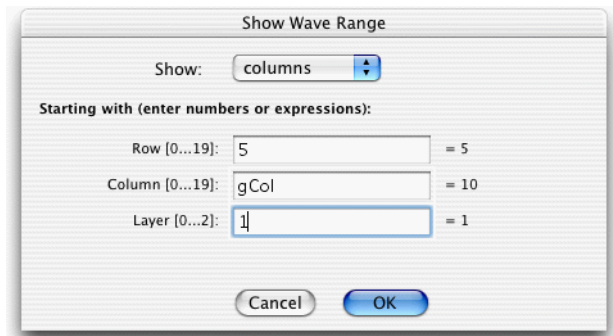 Show Wave Range
Show: columns
Starting with (enter numbers or expressions):
Row [0...19]: 5 = 5
Column [0...19]: gCol = 10
Layer [0...2]: 1 = 1
Cancel OK